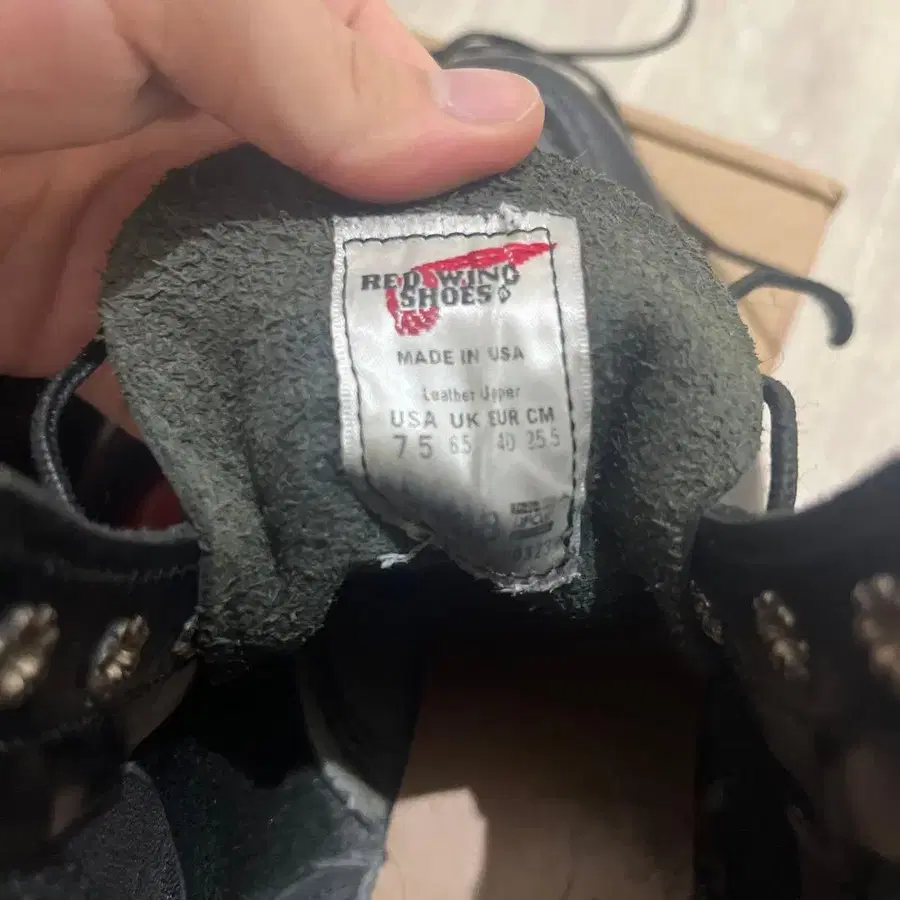 RED WING
SHOES
MADE IN USA
Leather Upper
USA UK EUR CM
7 5 6.5 40 25.5